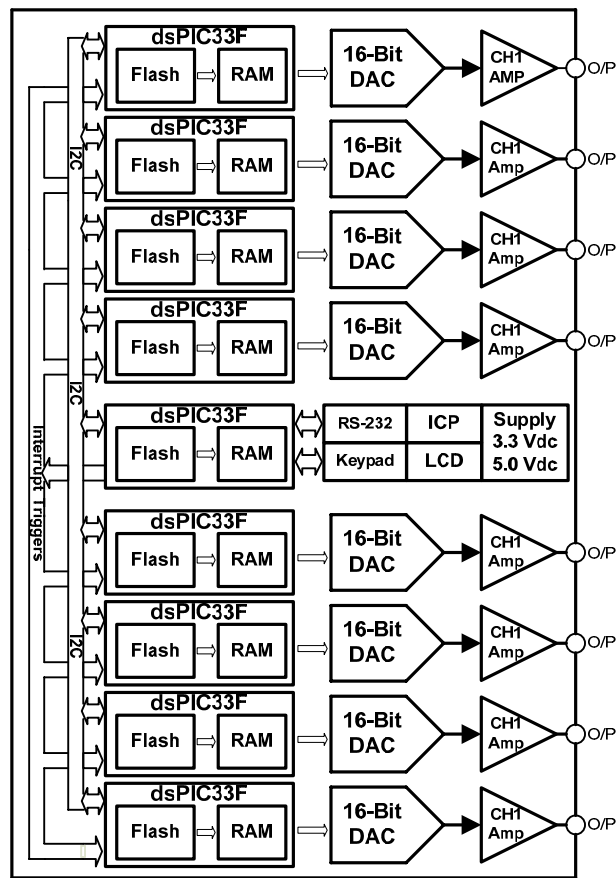 dsPIC33F
Flash
RAM
16-Bit
DAC
CH1
AMP
O/P
dsPIC33F
Flash
RAM
16-Bit
DAC
CH1
Amp
O/P
I2C
dsPIC33F
Flash
RAM
16-Bit
DAC
CH1
Amp
O/P
dsPIC33F
Flash
RAM
16-Bit
DAC
CH1
Amp
O/P
I2C
Interrupt Triggers
dsPIC33F
Flash
RAM
RS-232
ICP
Keypad
LCD
Supply
3.3 Vdc
5.0 Vdc
dsPIC33F
Flash
RAM
16-Bit
DAC
CH1
Amp
O/P
dsPIC33F
Flash
RAM
16-Bit
DAC
CH1
Amp
O/P
I2C
dsPIC33F
Flash
RAM
16-Bit
DAC
CH1
Amp
O/P
dsPIC33F
Flash
RAM
16-Bit
DAC
CH1
Amp
O/P